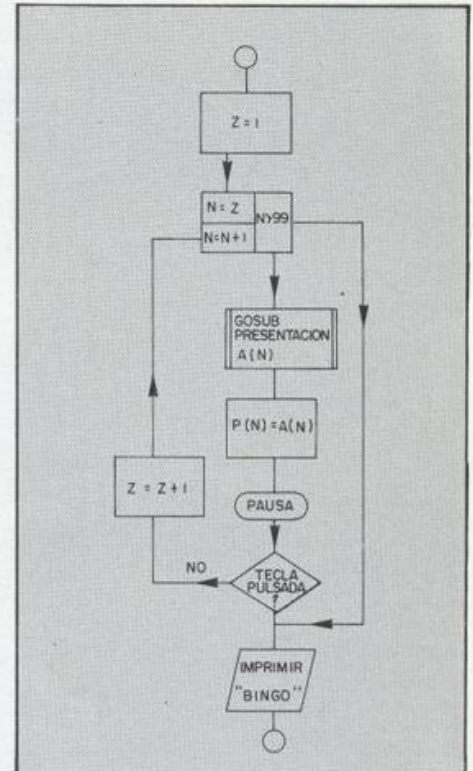 Z = 1
N = Z
N=N+1
N>99
GOSUB
PRESENTACION
A(N)
P(N)=A(N)
PAUSA
TECLA
PULSADA
?
NO
Z = Z+1
IMPRIMIR
"BINGO"